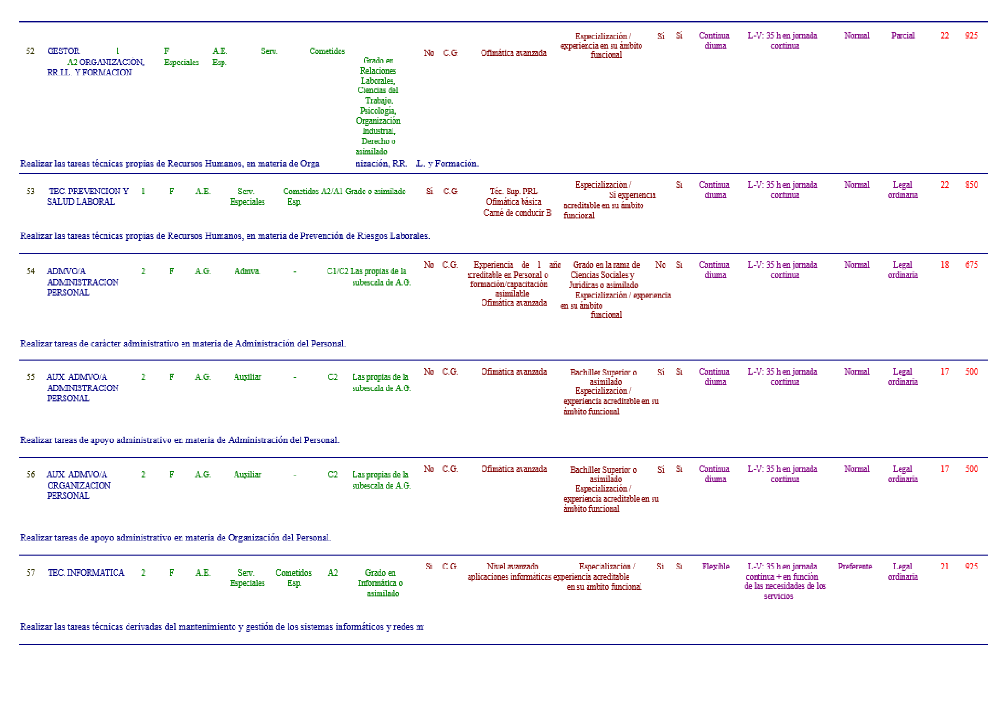 Especialización / Sí Sí Continua L-V: 35 h en jornada Normal Parcial 22 925
experiencia en su ámbito diurna continua
52 GESTOR 1 F A.E. Serv. Cometidos No C.G. Ofimática avanzada funcional
A2 ORGANIZACIÓN, Especiales Esp. Grado en
RR.LL. Y FORMACION Relaciones
Laborales,
Ciencias del
Trabajo,
Psicología,
Organización
Industrial,
Derecho o
asimilado
Realizar las tareas técnicas propias de Recursos Humanos, en materia de Orga nización, RR. .L. y Formación.
53 TEC. PREVENCION Y 1 F A.E. Serv. Cometidos A2/A1 Grado o asimilado Sí C.G. Téc. Sup. PRL Especialización / Sí Continua L-V: 35 h en jornada Normal Legal 22 850
SALUD LABORAL Especiales Esp. Ofimática básica Sí experiencia diurna continua ordinaria
Carné de conducir B acreditable en su ámbito
funcional
Realizar las tareas técnicas propias de Recursos Humanos, en materia de Prevención de Riesgos Laborales.
54 ADMVO/A 2 F A.G. Admva. - C1/C2 Las propias de la No C.G. Experiencia de 1 año Grado en la rama de No Sí Continua L-V: 35 h en jornada Normal Legal 18 675
ADMINISTRACION subescala de A.G. acreditable en Personal o Ciencias Sociales y diurna continua ordinaria
PERSONAL formación/capacitación Jurídicas o asimilado
asimilable Especialización / experiencia
Ofimática avanzada en su ámbito
funcional
Realizar tareas de carácter administrativo en materia de Administración del Personal.
55 AUX. ADMVO/A 2 F A.G. Auxiliar - C2 Las propias de la No C.G. Ofimática avanzada Bachiller Superior o Sí Sí Continua L-V: 35 h en jornada Normal Legal 17 500
ADMINISTRACION subescala de A.G. asimilado diurna continua ordinaria
PERSONAL Especialización /
experiencia acreditable en su
ámbito funcional
Realizar tareas de apoyo administrativo en materia de Administración del Personal.
56 AUX. ADMVO/A 2 F A.G. Auxiliar - C2 Las propias de la No C.G. Ofimática avanzada Bachiller Superior o Sí Sí Continua L-V: 35 h en jornada Normal Legal 17 500
ORGANIZACION subescala de A.G. asimilado diurna continua ordinaria
PERSONAL Especialización /
experiencia acreditable en su
ámbito funcional
Realizar tareas de apoyo administrativo en materia de Organización del Personal.
57 TEC. INFORMATICA 2 F A.E. Serv. Cometidos A2 Grado en Sí C.G. Nivel avanzado Especialización / Sí Sí Flexible L-V: 35 h en jornada Preferente Legal 21 925
Especiales Esp. Informática o aplicaciones informáticas experiencia acreditable continua + en función ordinaria
asimilado en su ámbito funcional de las necesidades de los
servicios
Realizar las tareas técnicas derivadas del mantenimiento y gestión de los sistemas informáticos y redes